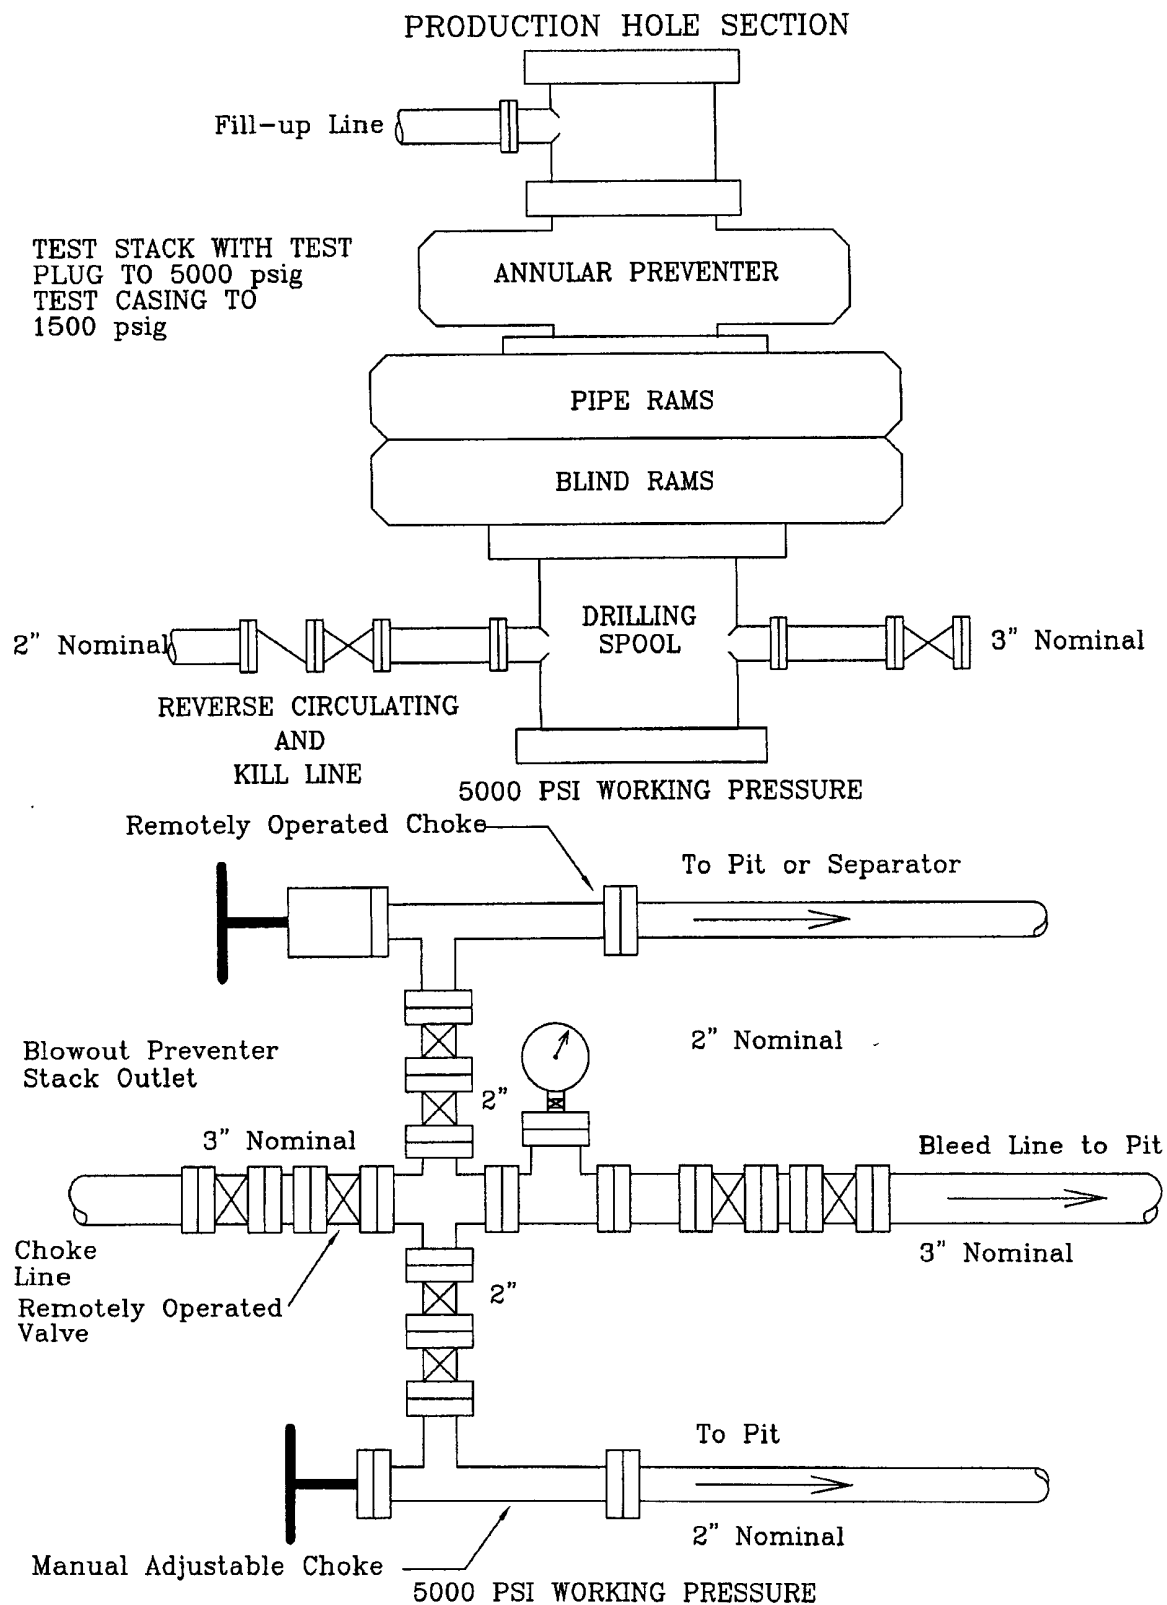 PRODUCTION HOLE SECTION
Fill-up Line
TEST STACK WITH TEST
PLUG TO 5000 psig
TEST CASING TO
1500 psig
ANNULAR PREVENTER
PIPE RAMS
BLIND RAMS
DRILLING
SPOOL
2" Nominal
3" Nominal
REVERSE CIRCULATING
AND
KILL LINE
5000 PSI WORKING PRESSURE
Remotely Operated Choke
To Pit or Separator
2" Nominal
Blowout Preventer
Stack Outlet
2"
3" Nominal
Bleed Line to Pit
Choke
Line
3" Nominal
2"
Remotely Operated
Valve
To Pit
2" Nominal
Manual Adjustable Choke
5000 PSI WORKING PRESSURE